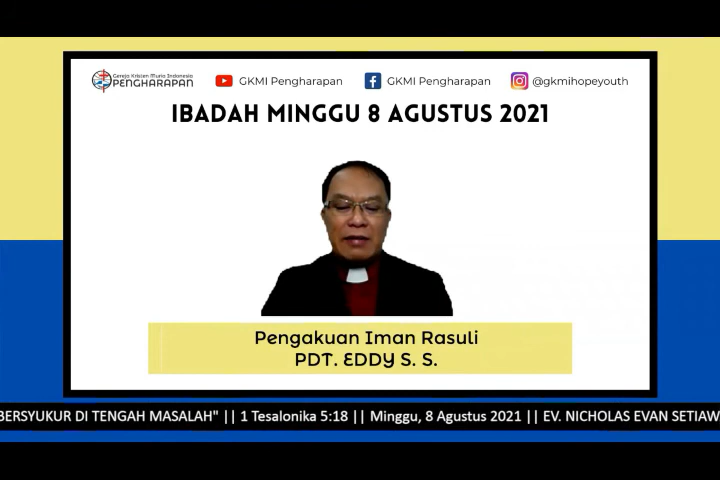 Gereja Kristen Muria Indonesia
PENGHARAPAN
GKMI Pengharapan
GKMI Pengharapan
@gkmihopeyouth
IBADAH MINGGU 8 AGUSTUS 2021
Pengakuan Iman Rasuli
PDT. EDDY S. S.
BERSYUKUR DI TENGAH MASALAH" || 1 Tesalonika 5:18 || Minggu, 8 Agustus 2021 || EV. NICHOLAS EVAN SETIAW